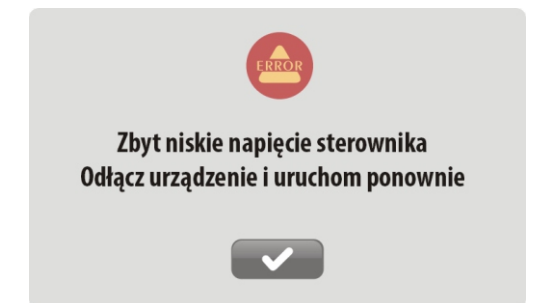 ERROR
Zbyt niskie napięcie sterownika
Odłącz urządzenie i uruchom ponownie